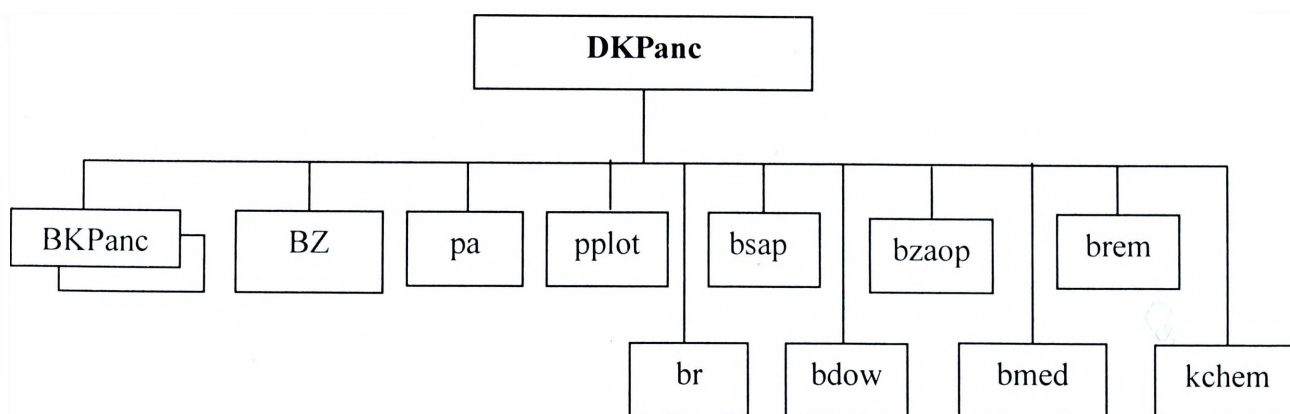 DKPanc
BKPanc
BZ
pa
pplot
bsap
bzaop
brem
br
bdow
bmed
kchem